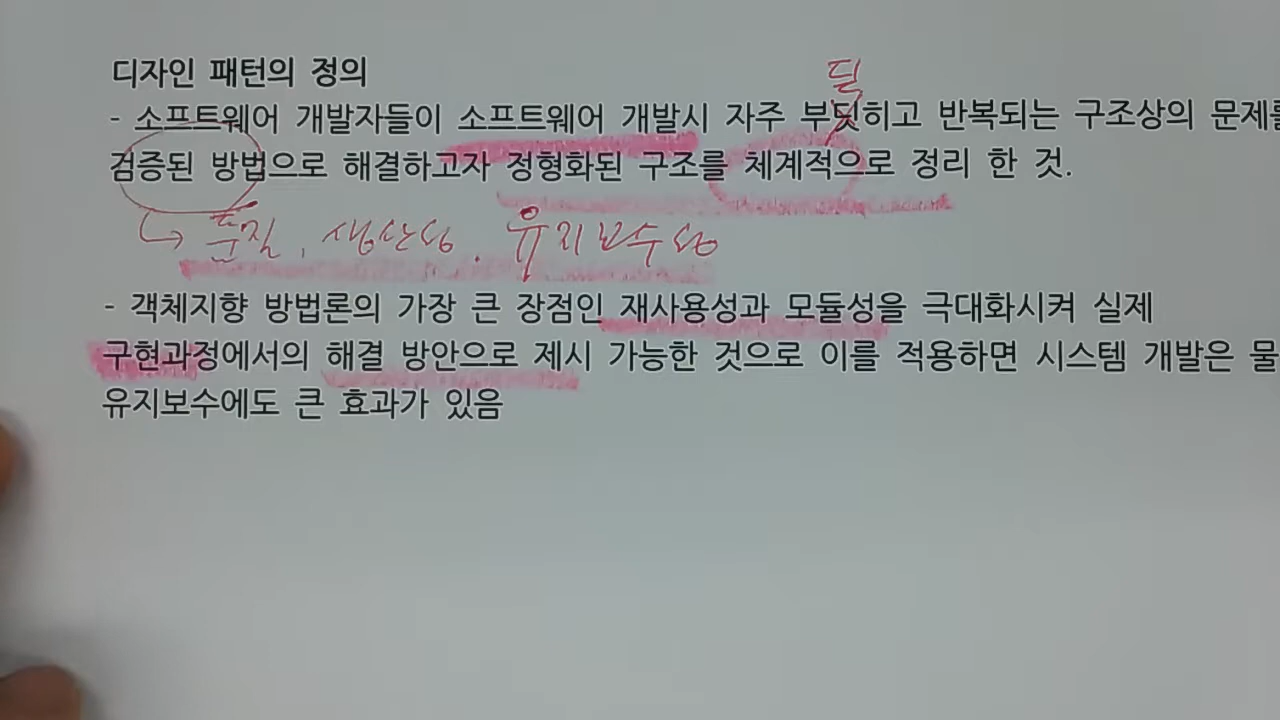 디자인 패턴의 정의
딪
- 소프트웨어 개발자들이 소프트웨어 개발시 자주 부딧히고 반복되는 구조상의 문제를
검증된 방법으로 해결하고자 정형화된 구조를 체계적으로 정리 한 것.
→ 품질, 생산성, 유지보수성
- 객체지향 방법론의 가장 큰 장점인 재사용성과 모듈성을 극대화시켜 실제
구현과정에서의 해결 방안으로 제시 가능한 것으로 이를 적용하면 시스템 개발은 물
유지보수에도 큰 효과가 있음